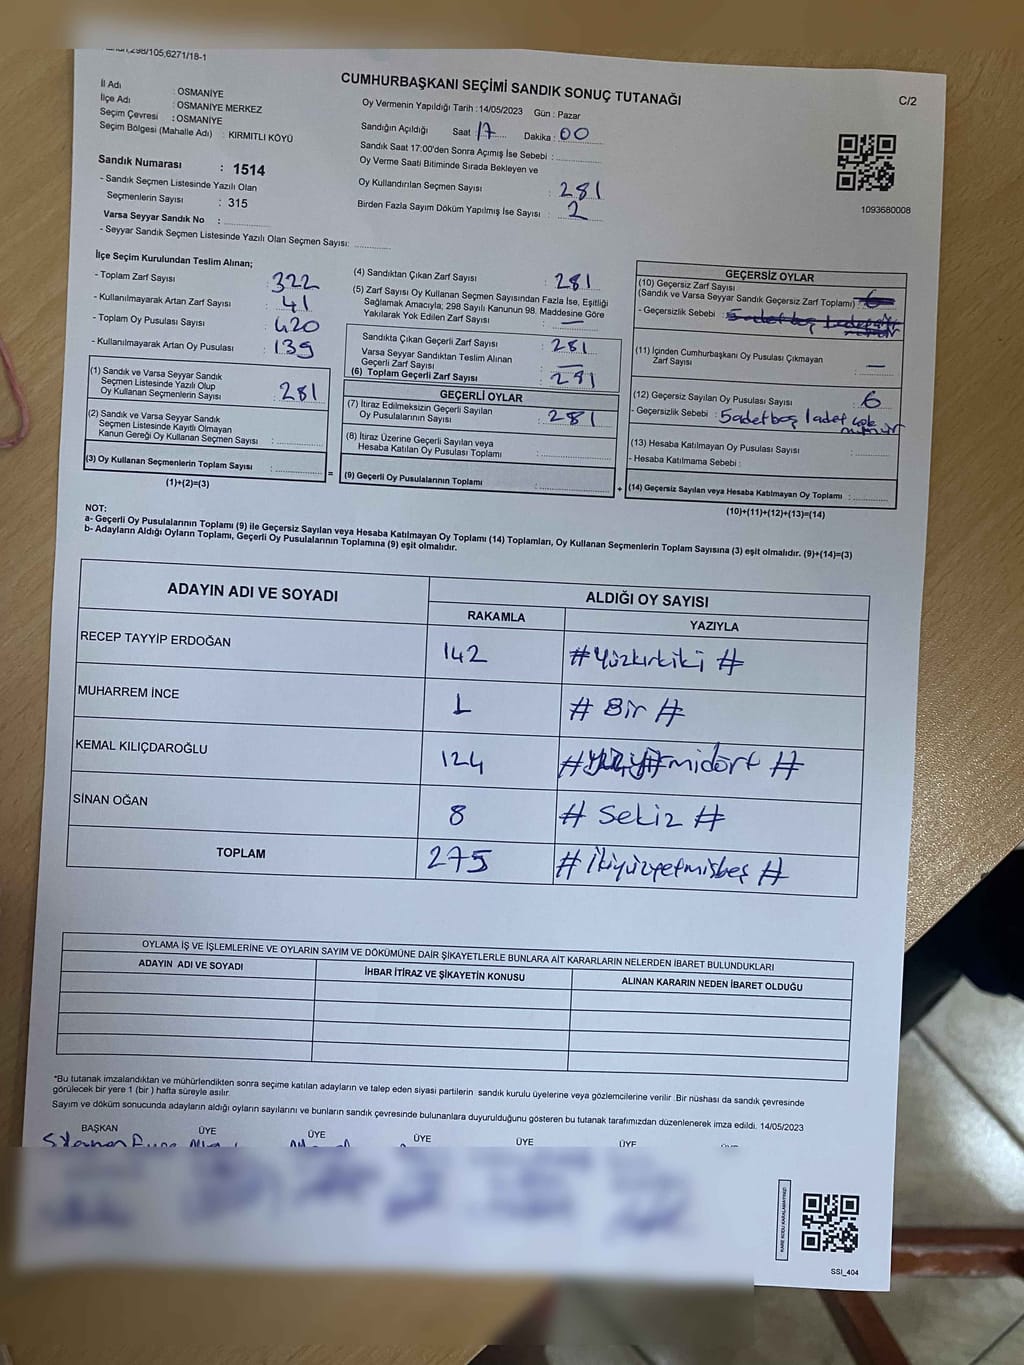 298/105;6271/18-1
CUMHURBAŞKANI SEÇİMİ SANDIK SONUÇ TUTANAĞI
C/2
İl Adı : OSMANİYE
İlçe Adı : OSMANİYE MERKEZ
Seçim Çevresi : OSMANİYE
Seçim Bölgesi (Mahalle Adı) : KIRMITLI KÖYÜ
Oy Vermenin Yapıldığı Tarih : 14/05/2023 Gün : Pazar
Sandığın Açıldığı Saat 17 Dakika : 00
Sandık Saat 17:00'den Sonra Açımış İse Sebebi :
Oy Verme Saati Bitiminde Sırada Bekleyen ve
Oy Kullandırılan Seçmen Sayısı : 281
Birden Fazla Sayım Döküm Yapılmış İse Sayısı : 2
1093680008
Sandık Numarası : 1514
- Sandık Seçmen Listesinde Yazılı Olan
Seçmenlerin Sayısı : 315
Varsa Seyyar Sandık No :
- Seyyar Sandık Seçmen Listesinde Yazılı Olan Seçmen Sayısı:
İlçe Seçim Kurulundan Teslim Alınan;
- Toplam Zarf Sayısı : 322
- Kullanılmayarak Artan Zarf Sayısı : 41
- Toplam Oy Pusulası Sayısı : 420
- Kullanılmayarak Artan Oy Pusulası : 139
(1) Sandık ve Varsa Seyyar Sandık
Seçmen Listesinde Yazılı Olup
Oy Kullanan Seçmenlerin Sayısı : 281
(2) Sandık ve Varsa Seyyar Sandık
Seçmen Listesinde Kayıtlı Olmayan
Kanun Gereği Oy Kullanan Seçmen Sayısı :
(3) Oy Kullanan Seçmenlerin Toplam Sayısı :
(1)+(2)=(3)
=
(4) Sandıktan Çıkan Zarf Sayısı : 281
(5) Zarf Sayısı Oy Kullanan Seçmen Sayısından Fazla İse, Eşitliği
Sağlamak Amacıyla; 298 Sayılı Kanunun 98. Maddesine Göre
Yakılarak Yok Edilen Zarf Sayısı : —
Sandıkta Çıkan Geçerli Zarf Sayısı : 281
Varsa Seyyar Sandıktan Teslim Alınan
Geçerli Zarf Sayısı : —
(6) Toplam Geçerli Zarf Sayısı : 281
GEÇERLİ OYLAR
(7) İtiraz Edilmeksizin Geçerli Sayılan
Oy Pusulalarının Sayısı : 281
(8) İtiraz Üzerine Geçerli Sayılan veya
Hesaba Katılan Oy Pusulası Toplamı :
(9) Geçerli Oy Pusulalarının Toplamı :
+
GEÇERSİZ OYLAR
(10) Geçersiz Zarf Sayısı
(Sandık ve Varsa Seyyar Sandık Geçersiz Zarf Toplamı) :
- Geçersizlik Sebebi :
(11) İçinden Cumhurbaşkanı Oy Pusulası Çıkmayan
Zarf Sayısı : —
(12) Geçersiz Sayılan Oy Pusulası Sayısı : 6
- Geçersizlik Sebebi : 5 adet boş 1 adet çok
mühür
(13) Hesaba Katılmayan Oy Pusulası Sayısı :
- Hesaba Katılmama Sebebi :
(14) Geçersiz Sayılan veya Hesaba Katılmayan Oy Toplamı :
(10)+(11)+(12)+(13)=(14)
NOT:
a- Geçerli Oy Pusulalarının Toplamı (9) ile Geçersiz Sayılan veya Hesaba Katılmayan Oy Toplamı (14) Toplamları, Oy Kullanan Seçmenlerin Toplam Sayısına (3) eşit olmalıdır. (9)+(14)=(3)
b- Adayların Aldığı Oyların Toplamı, Geçerli Oy Pusulalarının Toplamına (9) eşit olmalıdır.
ADAYIN ADI VE SOYADI ALDIĞI OY SAYISI
RAKAMLA YAZIYLA
RECEP TAYYİP ERDOĞAN 142 #Yüzkırkiki #
MUHARREM İNCE 1 # Bir #
KEMAL KILIÇDAROĞLU 124 #yüzyirmidört #
SİNAN OĞAN 8 # Sekiz #
TOPLAM 275 #İkiyüzyetmişbeş #
OYLAMA İŞ VE İŞLEMLERİNE VE OYLARIN SAYIM VE DÖKÜMÜNE DAİR ŞİKAYETLERLE BUNLARA AİT KARARLARIN NELERDEN İBARET BULUNDUKLARI
ADAYIN ADI VE SOYADI İHBAR İTİRAZ VE ŞİKAYETİN KONUSU ALINAN KARARIN NEDEN İBARET OLDUĞU
*Bu tutanak imzalandıktan ve mühürlendikten sonra seçime katılan adayların ve talep eden siyasi partilerin sandık kurulu üyelerine veya gözlemcilerine verilir .Bir nüshası da sandık çevresinde
görülecek bir yere 1 (bir ) hafta süreyle asılır.
Sayım ve döküm sonucunda adayların aldığı oyların sayılarını ve bunların sandık çevresinde bulunanlara duyurulduğunu gösteren bu tutanak tarafımızdan düzenlenerek imza edildi. 14/05/2023
BAŞKAN ÜYE ÜYE ÜYE ÜYE ÜYE
KARE KODU KARALAMAYINIZ!
SSI_404